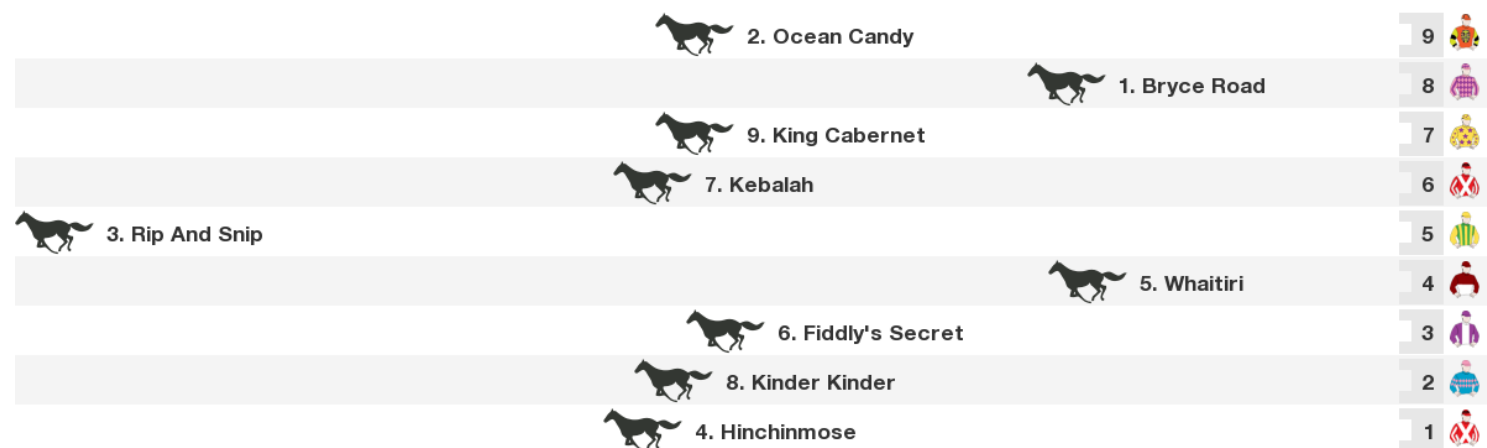 2. Ocean Candy 9
1. Bryce Road 8
9. King Cabernet 7
7. Kebalah 6
3. Rip And Snip 5
5. Whaitiri 4
6. Fiddly's Secret 3
8. Kinder Kinder 2
4. Hinchinmose 1